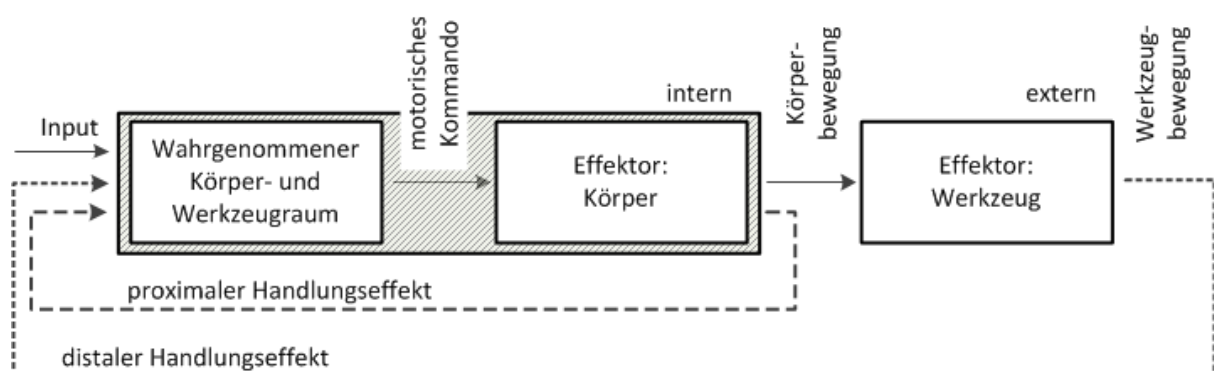 Input
Wahrgenommener
Körper- und
Werkzeugraum
motorisches
Kommando
intern
Effektor:
Körper
Körper-
bewegung
extern
Effektor:
Werkzeug
Werkzeug-
bewegung
proximaler Handlungseffekt
distaler Handlungseffekt